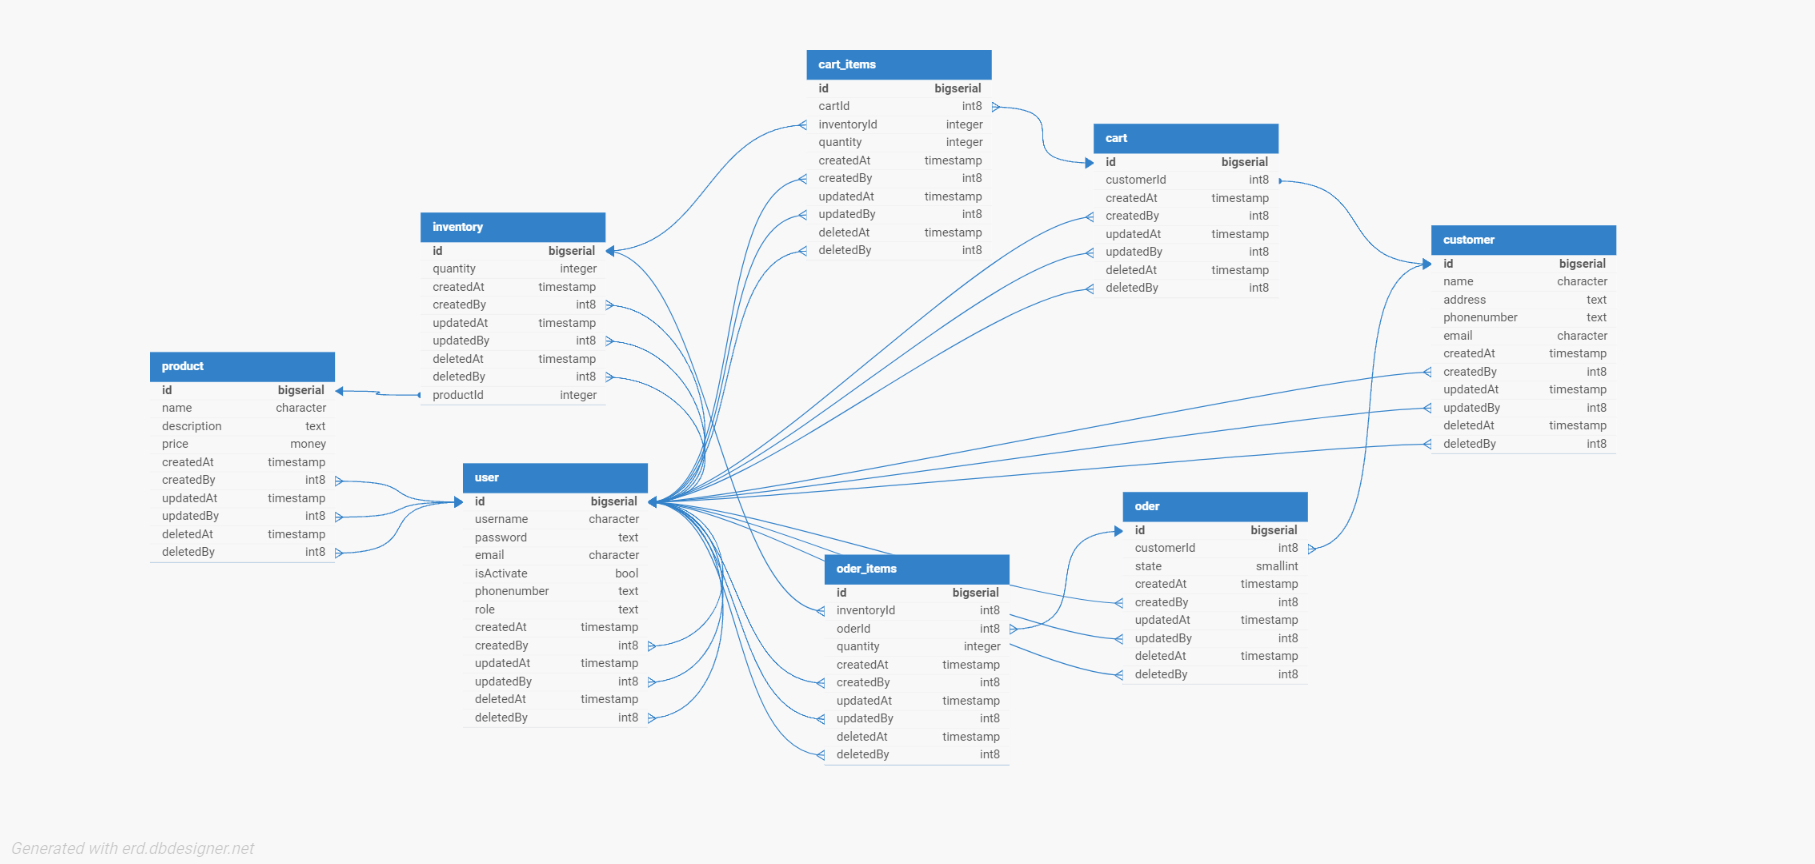 cart_items
id bigserial
cartId int8
inventoryId integer
quantity integer
createdAt timestamp
createdBy int8
updatedAt timestamp
updatedBy int8
deletedAt timestamp
deletedBy int8
cart
id bigserial
customerId int8
createdAt timestamp
createdBy int8
updatedAt timestamp
updatedBy int8
deletedAt timestamp
deletedBy int8
inventory
id bigserial
quantity integer
createdAt timestamp
createdBy int8
updatedAt timestamp
updatedBy int8
deletedAt timestamp
deletedBy int8
productId integer
customer
id bigserial
name character
address text
phonenumber text
email character
createdAt timestamp
createdBy int8
updatedAt timestamp
updatedBy int8
deletedAt timestamp
deletedBy int8
product
id bigserial
name character
description text
price money
createdAt timestamp
createdBy int8
updatedAt timestamp
updatedBy int8
deletedAt timestamp
deletedBy int8
user
id bigserial
username character
password text
email character
isActivate bool
phonenumber text
role text
createdAt timestamp
createdBy int8
updatedAt timestamp
updatedBy int8
deletedAt timestamp
deletedBy int8
oder
id bigserial
customerId int8
state smallint
createdAt timestamp
createdBy int8
updatedAt timestamp
updatedBy int8
deletedAt timestamp
deletedBy int8
oder_items
id bigserial
inventoryId int8
oderId int8
quantity integer
createdAt timestamp
createdBy int8
updatedAt timestamp
updatedBy int8
deletedAt timestamp
deletedBy int8
Generated with erd.dbdesigner.net